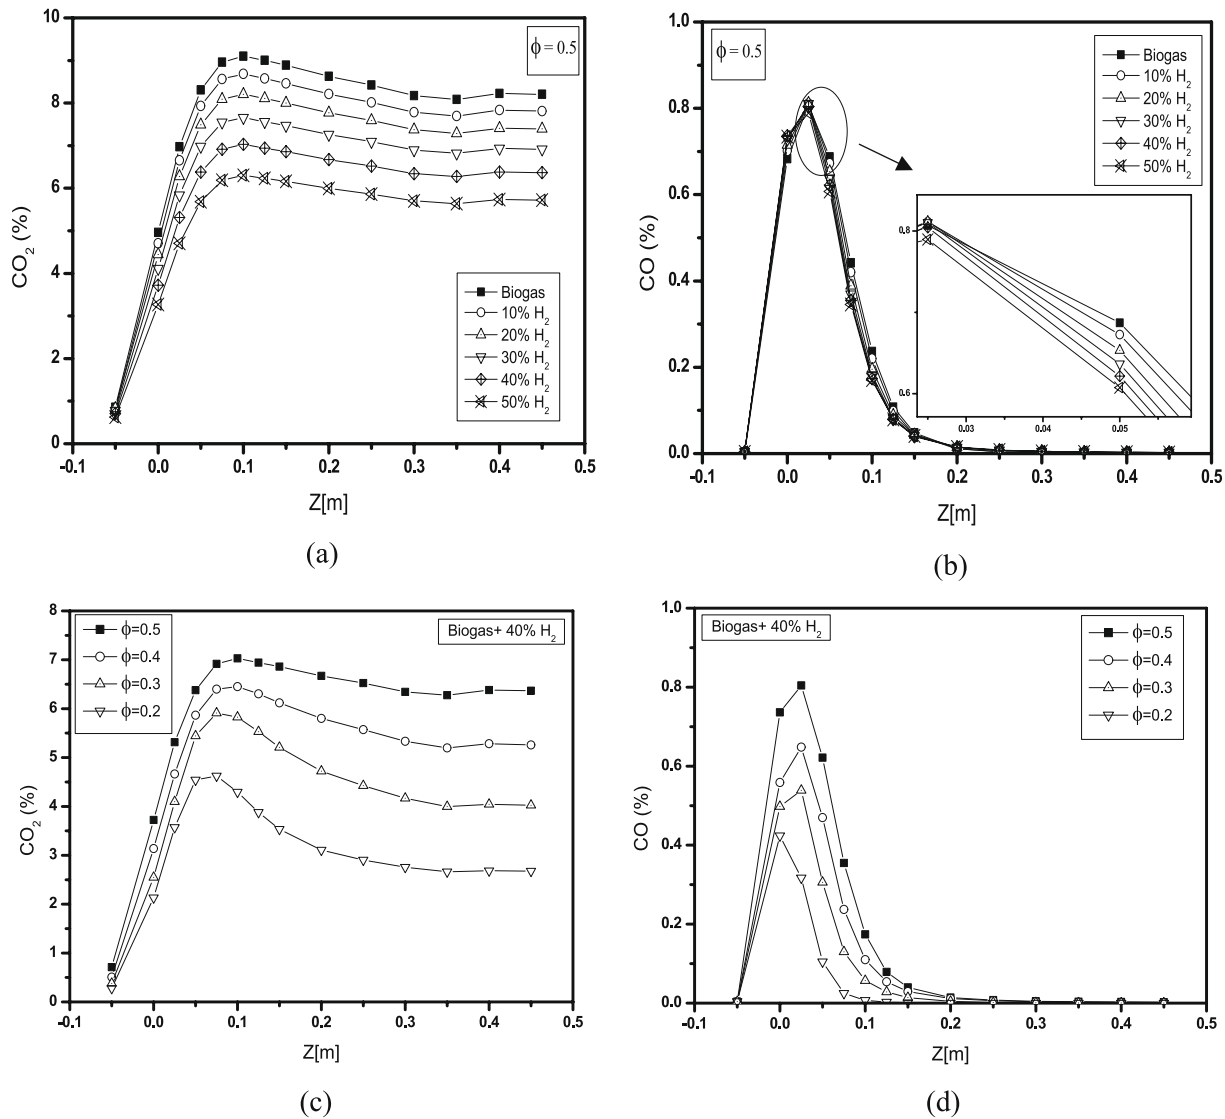 10
8
6
4
2
0
CO2 (%)
ϕ = 0.5
Biogas
10% H2
20% H2
30% H2
40% H2
50% H2
-0.1 0.0 0.1 0.2 0.3 0.4 0.5
Z[m]
(a)
1.0
0.8
0.6
0.4
0.2
0.0
CO (%)
ϕ = 0.5
Biogas
10% H2
20% H2
30% H2
40% H2
50% H2
0.8
0.6
0.03 0.04 0.05
-0.1 0.0 0.1 0.2 0.3 0.4 0.5
Z[m]
(b)
8
7
6
5
4
3
2
1
0
CO2 (%)
ϕ=0.5
ϕ=0.4
ϕ=0.3
ϕ=0.2
Biogas+ 40% H2
-0.1 0.0 0.1 0.2 0.3 0.4 0.5
Z[m]
(c)
1.0
0.8
0.6
0.4
0.2
0.0
CO (%)
Biogas+ 40% H2
ϕ=0.5
ϕ=0.4
ϕ=0.3
ϕ=0.2
-0.1 0.0 0.1 0.2 0.3 0.4 0.5
Z[m]
(d)